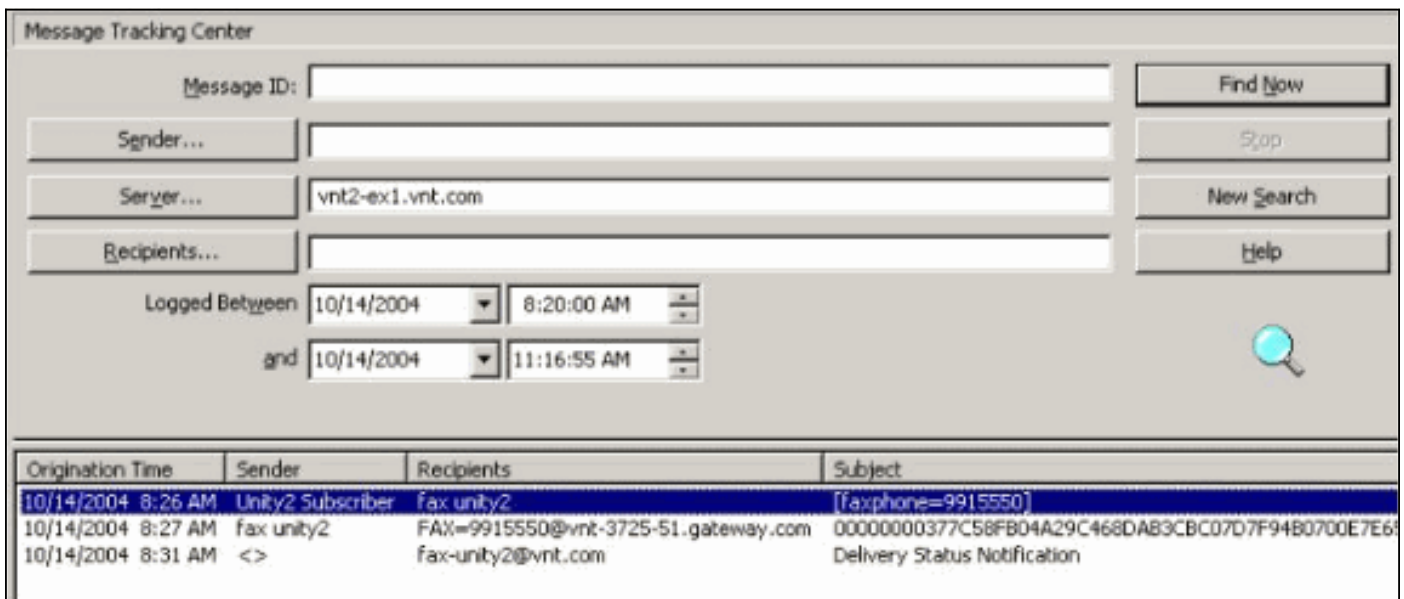 Message Tracking Center
Message ID:
Find Now
Sender...
Stop
Server...
vnt2-ex1.vnt.com
New Search
Recipients...
Help
Logged Between 10/14/2004 8:20:00 AM
and 10/14/2004 11:16:55 AM
Origination Time Sender Recipients Subject
10/14/2004 8:26 AM Unity2 Subscriber fax unity2 [faxphone=9915550]
10/14/2004 8:27 AM fax unity2 FAX=9915550@vnt-3725-51.gateway.com 00000000377C58FB04A29C468DAB3CBC07D7F94B0700E7E65
10/14/2004 8:31 AM <> fax-unity2@vnt.com Delivery Status Notification